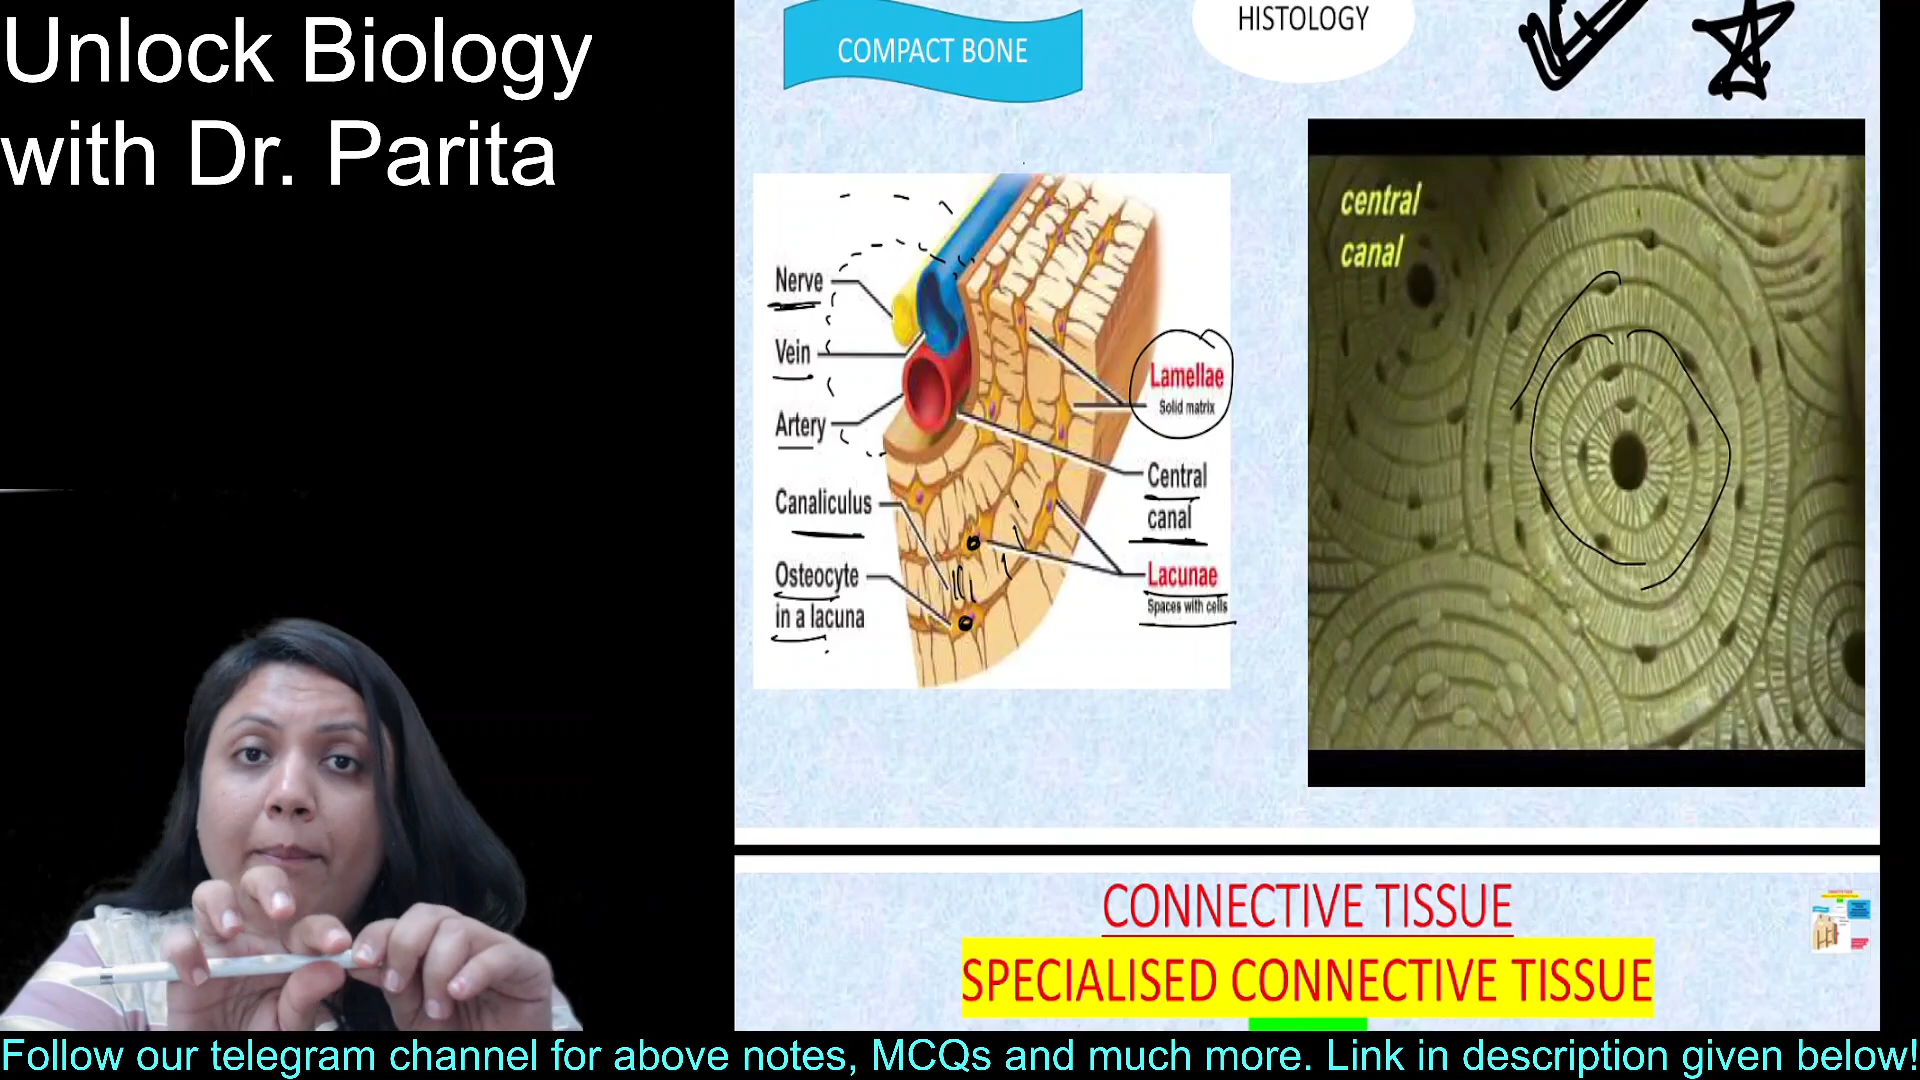 Unlock Biology
with Dr. Parita
COMPACT BONE
HISTOLOGY
Nerve
Vein
Artery
Canaliculus
Osteocyte
in a lacuna
Lamellae
Solid matrix
Central
canal
Lacunae
Spaces with cells
central
canal
CONNECTIVE TISSUE
SPECIALISED CONNECTIVE TISSUE
Follow our telegram channel for above notes, MCQs and much more. Link in description given below!